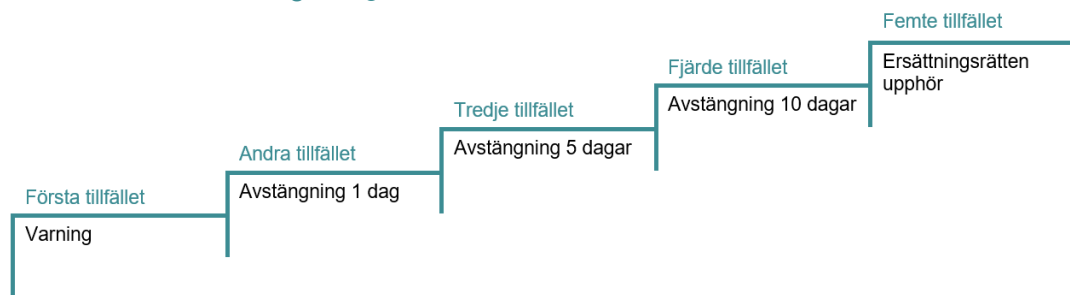 Första tillfället
Varning
Andra tillfället
Avstängning 1 dag
Tredje tillfället
Avstängning 5 dagar
Fjärde tillfället
Avstängning 10 dagar
Femte tillfället
Ersättningsrätten
upphör